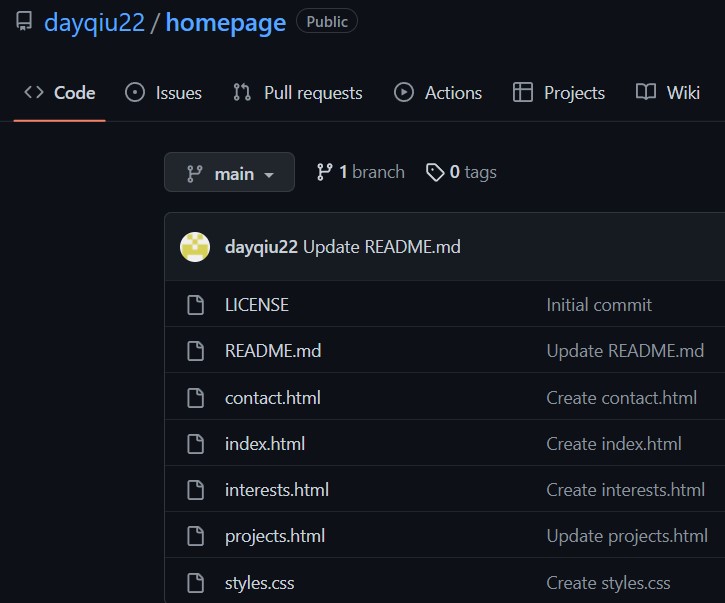 dayqiu22 / homepage Public
Code Issues Pull requests Actions Projects Wiki
main 1 branch 0 tags
dayqiu22 Update README.md
LICENSE Initial commit
README.md Update README.md
contact.html Create contact.html
index.html Create index.html
interests.html Create interests.html
projects.html Update projects.html
styles.css Create styles.css